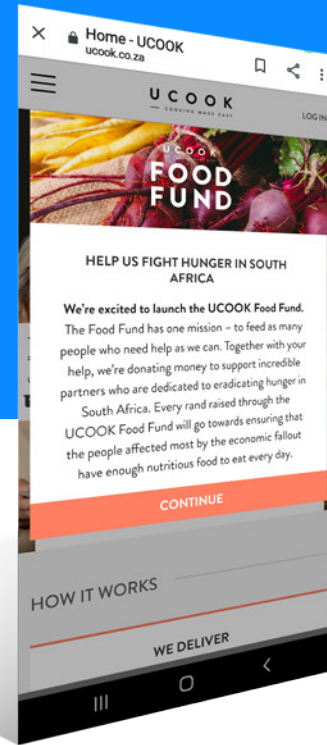 Home - UCOOK
ucook.co.za
UCOOK
COOKING MADE EASY
LOG IN
UCOOK
FOOD
FUND
HELP US FIGHT HUNGER IN SOUTH
AFRICA
We're excited to launch the UCOOK Food Fund.
The Food Fund has one mission – to feed as many
people who need help as we can. Together with your
help, we're donating money to support incredible
partners who are dedicated to eradicating hunger in
South Africa. Every rand raised through the
UCOOK Food Fund will go towards ensuring that
the people affected most by the economic fallout
have enough nutritious food to eat every day.
CONTINUE
HOW IT WORKS
WE DELIVER